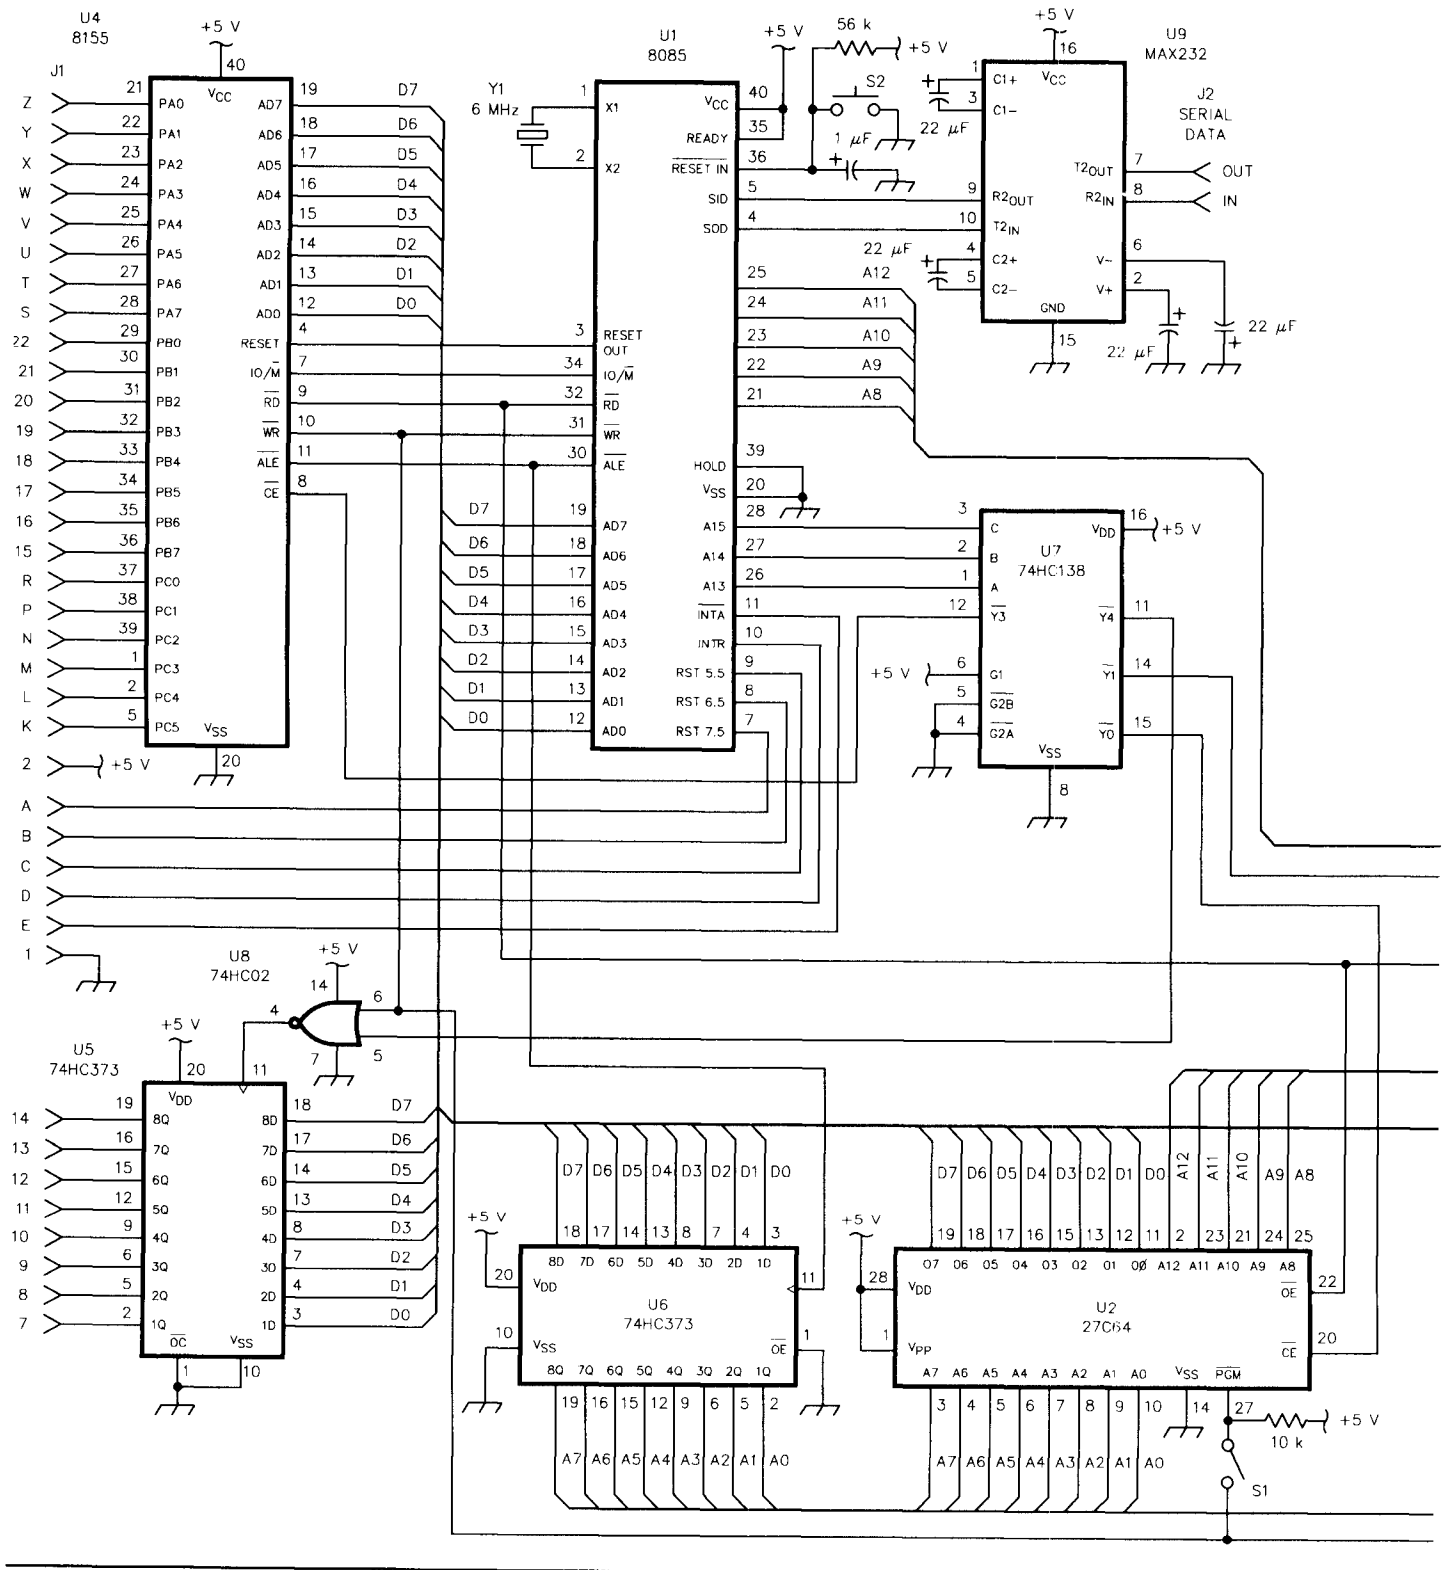 U4
8155
+5 V
40
J1
VCC
Z 21 PA0 AD7 19 D7
Y 22 PA1 AD6 18 D6
X 23 PA2 AD5 17 D5
W 24 PA3 AD4 16 D4
V 25 PA4 AD3 15 D3
U 26 PA5 AD2 14 D2
T 27 PA6 AD1 13 D1
S 28 PA7 AD0 12 D0
22 29 PB0 RESET 4
21 30 PB1 IO/M 7
20 31 PB2 RD 9
19 32 PB3 WR 10
18 33 PB4 ALE 11
17 34 PB5 CE 8
16 35 PB6
15 36 PB7
R 37 PC0
P 38 PC1
N 39 PC2
M 1 PC3
L 2 PC4
K 5 PC5
VSS
20
2 +5 V
A
B
C
D
E
1
U1
8085
Y1
6 MHz
1 X1
2 X2
3 RESET OUT
34 IO/M
32 RD
31 WR
30 ALE
D7 19 AD7
D6 18 AD6
D5 17 AD5
D4 16 AD4
D3 15 AD3
D2 14 AD2
D1 13 AD1
D0 12 AD0
VCC 40
READY 35
RESET IN 36
SID 5
SOD 4
25 A12
24 A11
23 A10
22 A9
21 A8
HOLD 39
VSS 20
A15 28
A14 27
A13 26
INTA 11
INTR 10
RST 5.5 9
RST 6.5 8
RST 7.5 7
+5 V
56 k
+5 V
S2
1 μF
U9
MAX232
+5 V
16
VCC
1 C1+
3 C1-
22 μF
9 R2OUT
10 T2IN
4 C2+
5 C2-
22 μF
GND
15
T2OUT 7 OUT
R2IN 8 IN
V- 6
V+ 2
22 μF
22 μF
J2
SERIAL
DATA
U7
74HC138
3 C
2 B
1 A
12 Y3
+5 V 6 G1
5 G2B
4 G2A
VDD 16 +5 V
Y4 11
Y1 14
Y0 15
VSS
8
U8
74HC02
+5 V
14
4
6
5
7
U5
74HC373
+5 V
20
11
VDD
14 19 8Q 8D 18 D7
13 16 7Q 7D 17 D6
12 15 6Q 6D 14 D5
11 12 5Q 5D 13 D4
10 9 4Q 4D 8 D3
9 6 3Q 3D 7 D2
8 5 2Q 2D 4 D1
7 2 1Q 1D 3 D0
OC VSS
1 10
D7 D6 D5 D4 D3 D2 D1 D0
18 17 14 13 8 7 4 3
8D 7D 6D 5D 4D 3D 2D 1D
+5 V
20 VDD
10 VSS
U6
74HC373
11
OE 1
8Q 7Q 6Q 5Q 4Q 3Q 2Q 1Q
19 16 15 12 9 6 5 2
A7 A6 A5 A4 A3 A2 A1 A0
D7 D6 D5 D4 D3 D2 D1 D0 A12 A11 A10 A9 A8
19 18 17 16 15 13 12 11 2 23 21 24 25
O7 O6 O5 O4 O3 O2 O1 O0 A12 A11 A10 A9 A8
+5 V
28 VDD
1 VPP
U2
27C64
OE 22
CE 20
A7 A6 A5 A4 A3 A2 A1 A0 VSS PGM
3 4 5 6 7 8 9 10 14 27
A7 A6 A5 A4 A3 A2 A1 A0
10 k
+5 V
S1